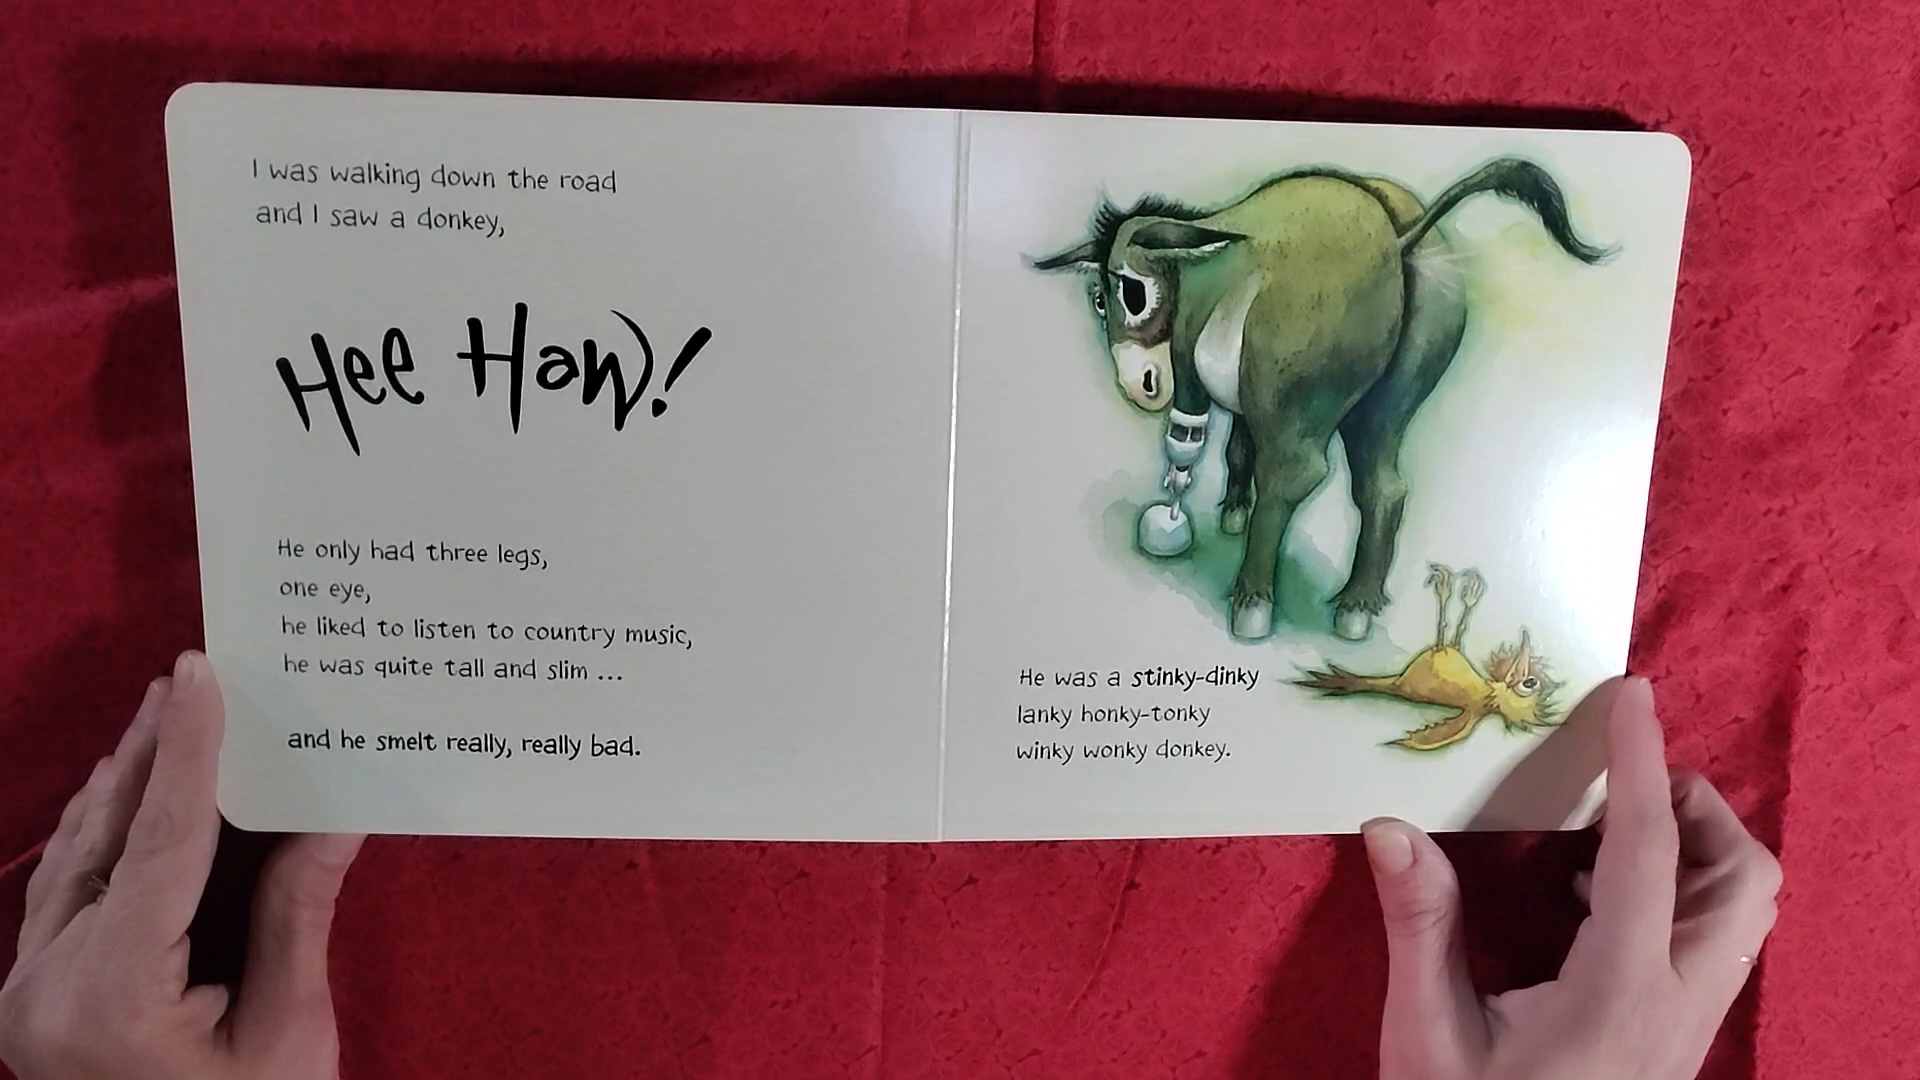 I was walking down the road
and I saw a donkey,
Hee Haw!
He only had three legs,
one eye,
he liked to listen to country music,
he was quite tall and slim ...
and he smelt really, really bad.
He was a stinky-dinky
lanky honky-tonky
winky wonky donkey.